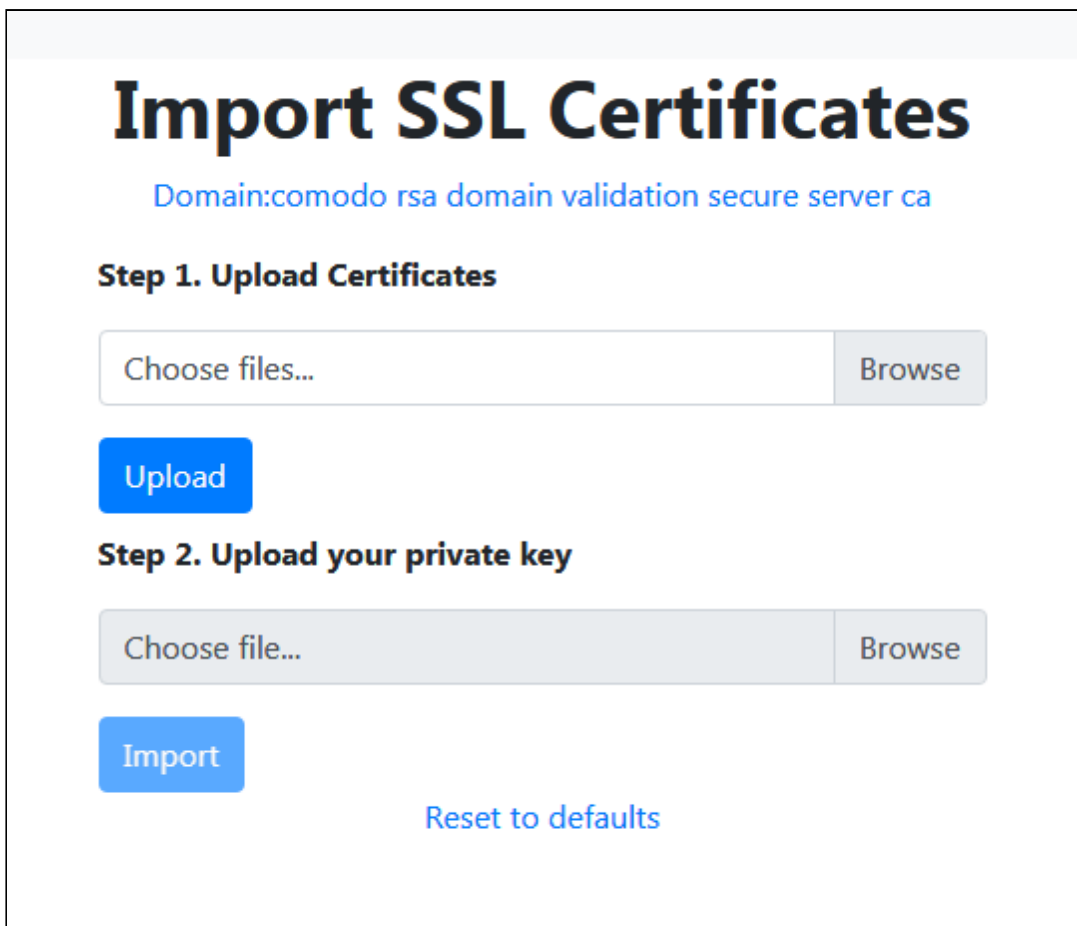 Import SSL Certificates
Domain:comodo rsa domain validation secure server ca
Step 1. Upload Certificates
Choose files...
Browse
Upload
Step 2. Upload your private key
Choose file...
Browse
Import
Reset to defaults